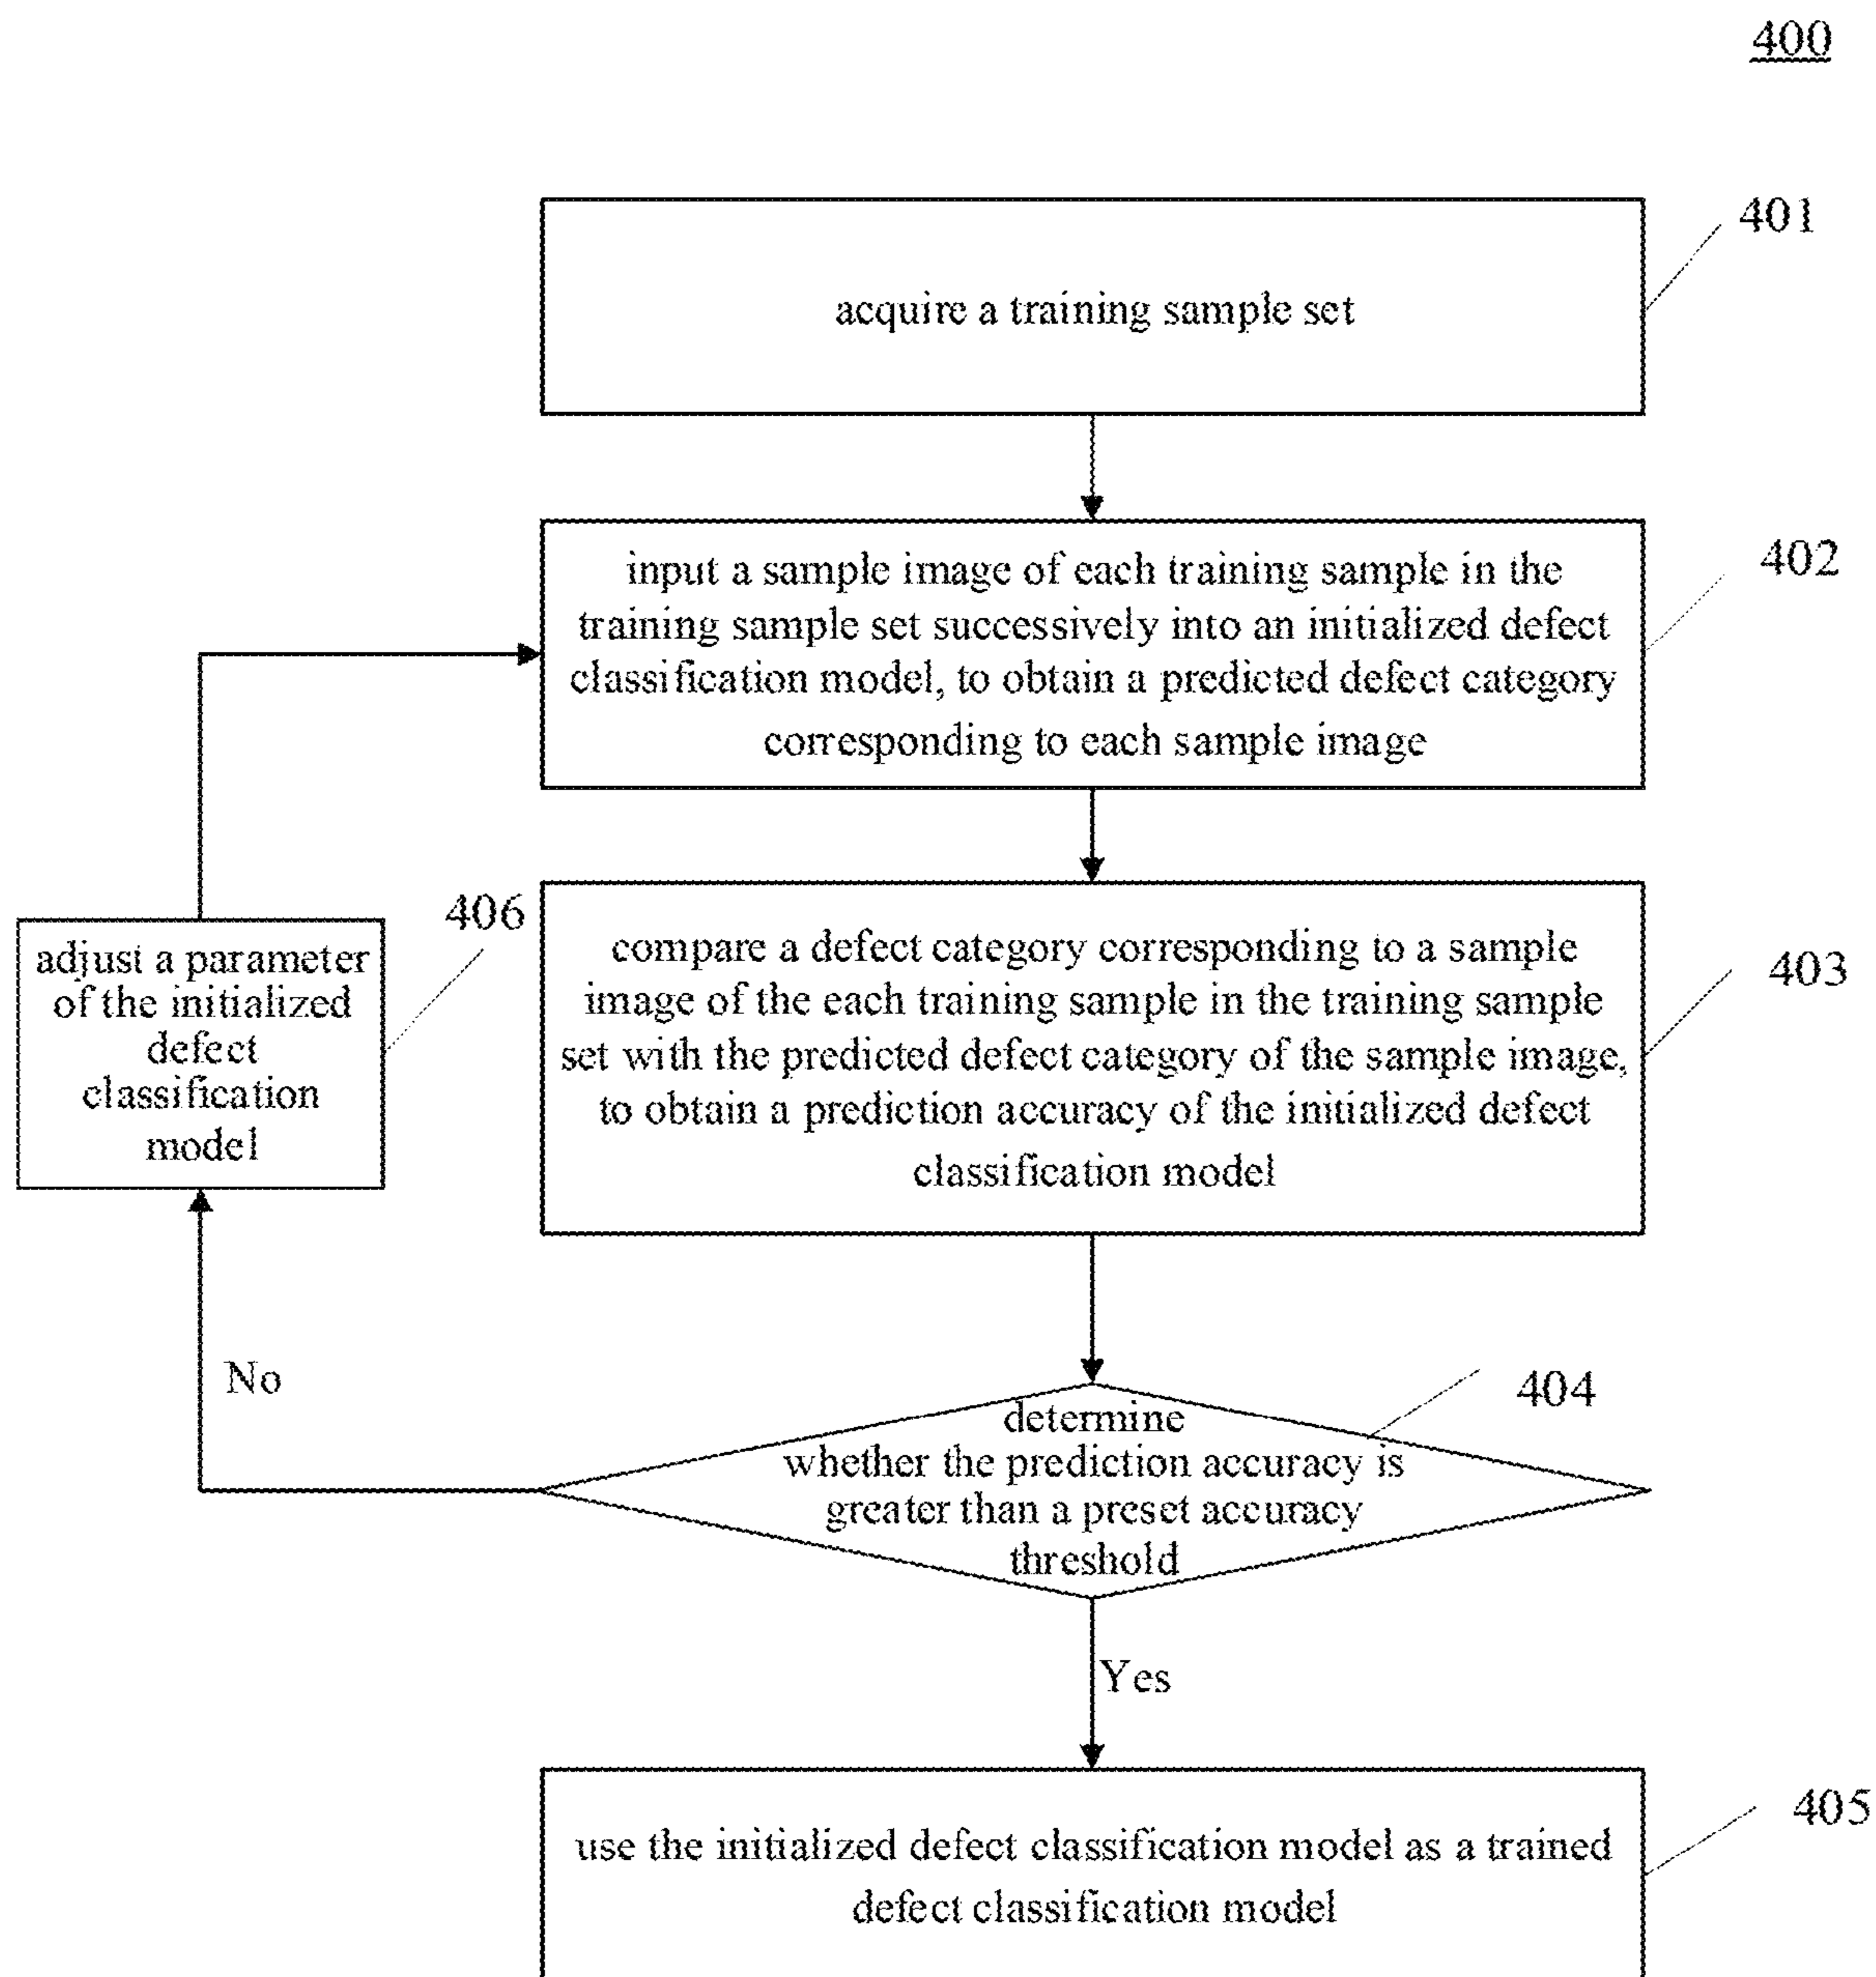 400
401
acquire a training sample set
402
input a sample image of each training sample in the
training sample set successively into an initialized defect
classification model, to obtain a predicted defect category
corresponding to each sample image
406
adjust a parameter
of the initialized
defect
classification
model
403
compare a defect category corresponding to a sample
image of the each training sample in the training sample
set with the predicted defect category of the sample image,
to obtain a prediction accuracy of the initialized defect
classification model
No
404
determine
whether the prediction accuracy is
greater than a preset accuracy
threshold
Yes
405
use the initialized defect classification model as a trained
defect classification model